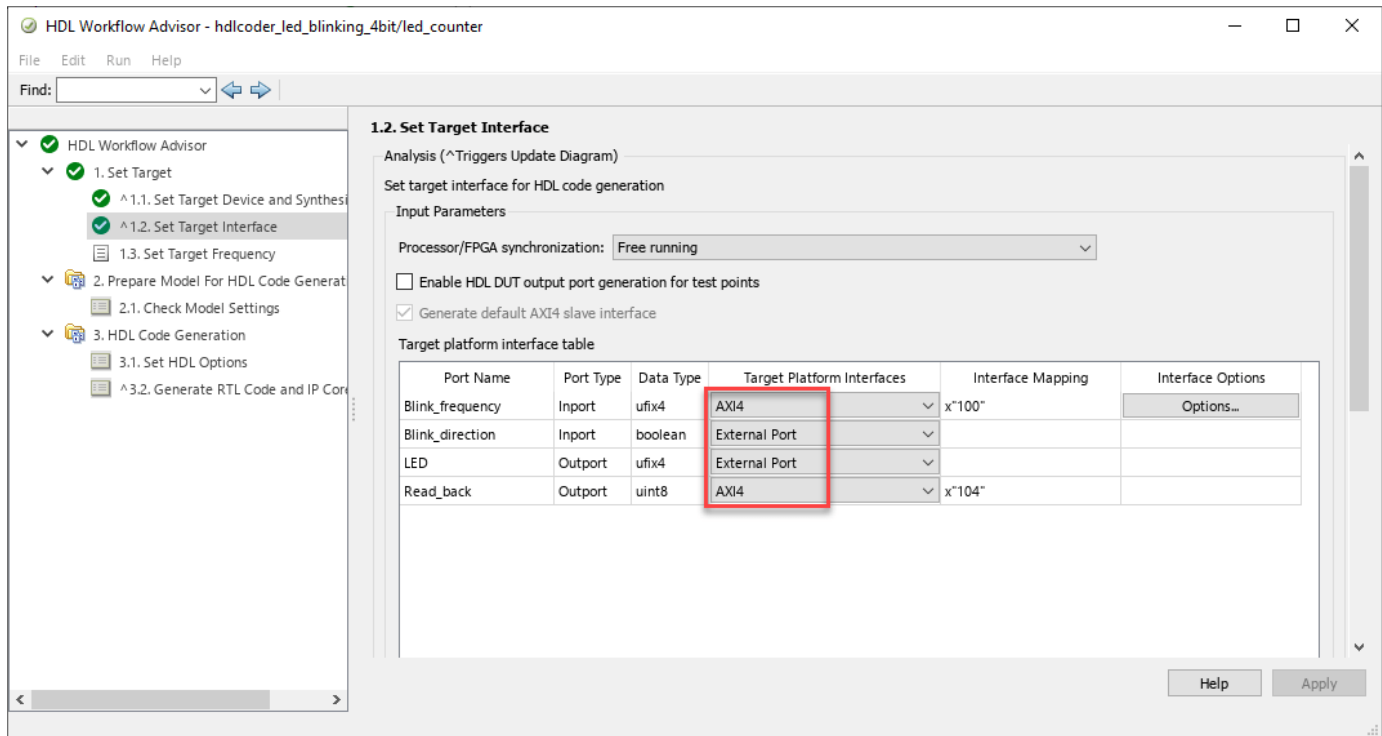 HDL Workflow Advisor - hdlcoder_led_blinking_4bit/led_counter
File Edit Run Help
Find:
HDL Workflow Advisor
1. Set Target
^1.1. Set Target Device and Synthesi
^1.2. Set Target Interface
1.3. Set Target Frequency
2. Prepare Model For HDL Code Generat
2.1. Check Model Settings
3. HDL Code Generation
3.1. Set HDL Options
^3.2. Generate RTL Code and IP Core
1.2. Set Target Interface
Analysis (^Triggers Update Diagram)
Set target interface for HDL code generation
Input Parameters
Processor/FPGA synchronization: Free running
Enable HDL DUT output port generation for test points
Generate default AXI4 slave interface
Target platform interface table
Port Name Port Type Data Type Target Platform Interfaces Interface Mapping Interface Options
Blink_frequency Inport ufix4 AXI4 x"100" Options...
Blink_direction Inport boolean External Port
LED Outport ufix4 External Port
Read_back Outport uint8 AXI4 x"104"
Help Apply